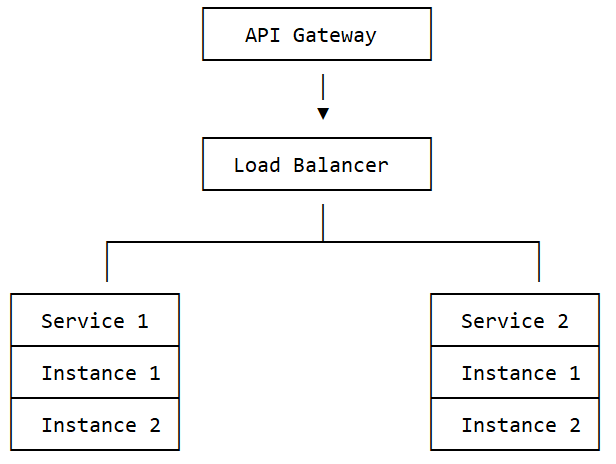 API Gateway
Load Balancer
Service 1
Instance 1
Instance 2
Service 2
Instance 1
Instance 2